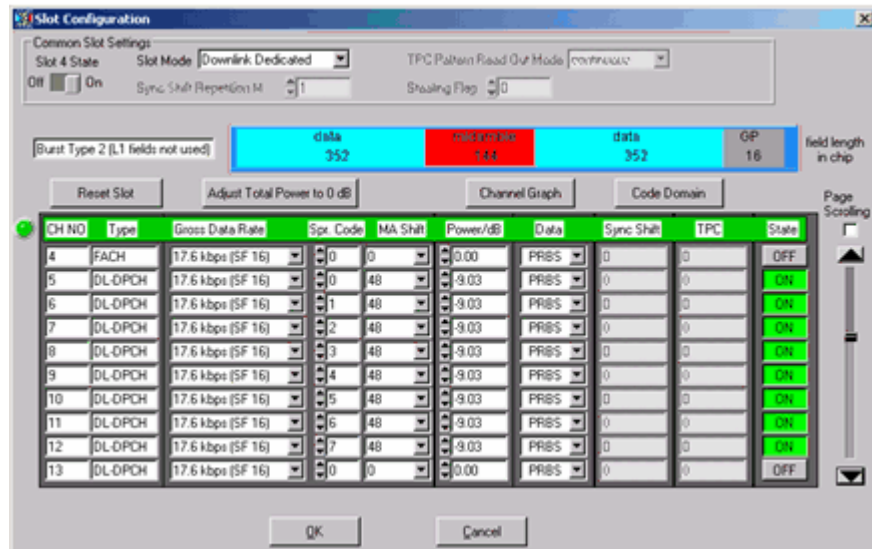 Slot Configuration
Common Slot Settings
Slot 4 State Slot Mode Downlink Dedicated TPC Pattern Read Out Mode continuous
Off On Sync Shift Repetition M 1 Stealing Flag 0
Burst Type 2 (L1 fields not used) data midamble data GP field length
352 144 352 16 in chip
Reset Slot Adjust Total Power to 0 dB Channel Graph Code Domain Page
Scrolling
CH NO Type Gross Data Rate Spr. Code MA Shift Power/dB Data Sync Shift TPC State
4 FACH 17.6 kbps (SF 16) 0 0 0.00 PRBS 0 0 OFF
5 DL-DPCH 17.6 kbps (SF 16) 0 48 -9.03 PRBS 0 0 ON
6 DL-DPCH 17.6 kbps (SF 16) 1 48 -9.03 PRBS 0 0 ON
7 DL-DPCH 17.6 kbps (SF 16) 2 48 -9.03 PRBS 0 0 ON
8 DL-DPCH 17.6 kbps (SF 16) 3 48 -9.03 PRBS 0 0 ON
9 DL-DPCH 17.6 kbps (SF 16) 4 48 -9.03 PRBS 0 0 ON
10 DL-DPCH 17.6 kbps (SF 16) 5 48 -9.03 PRBS 0 0 ON
11 DL-DPCH 17.6 kbps (SF 16) 6 48 -9.03 PRBS 0 0 ON
12 DL-DPCH 17.6 kbps (SF 16) 7 48 -9.03 PRBS 0 0 ON
13 DL-DPCH 17.6 kbps (SF 16) 0 0 0.00 PRBS 0 0 OFF
OK Cancel